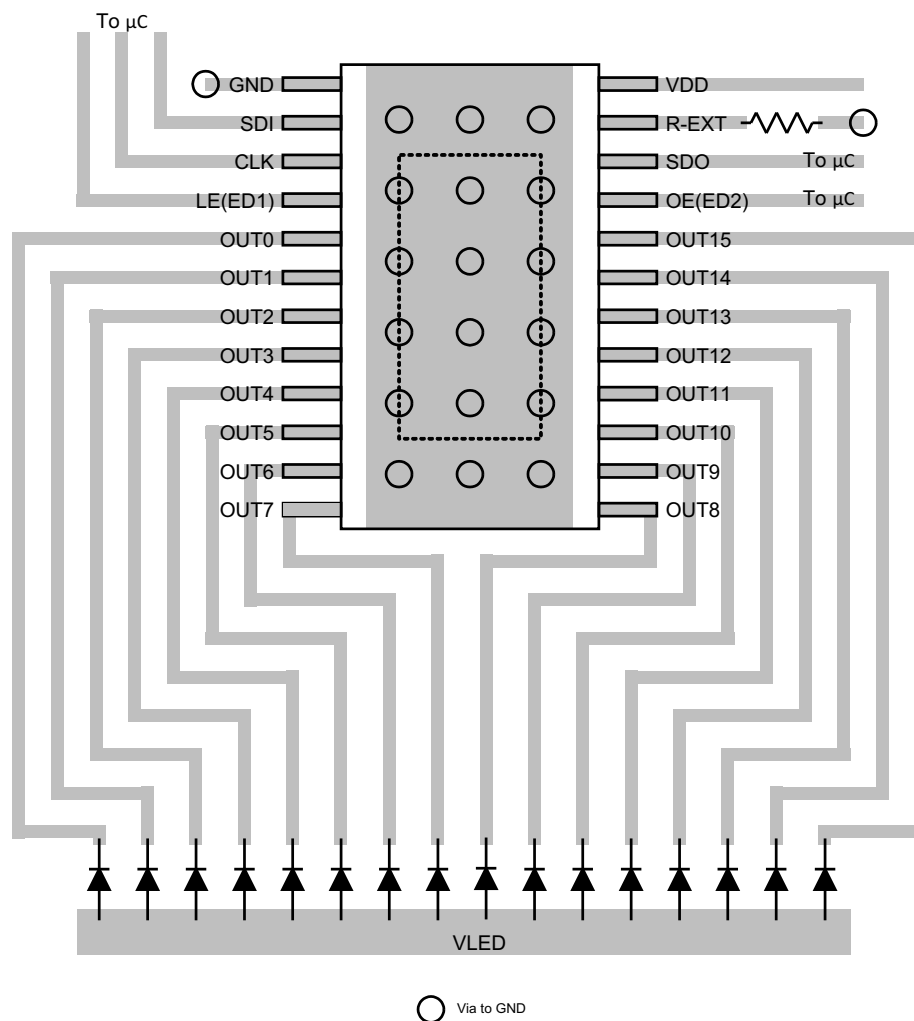 To µC
GND
VDD
SDI
R-EXT
CLK
SDO
To µC
LE(ED1)
OE(ED2)
To µC
OUT0
OUT15
OUT1
OUT14
OUT2
OUT13
OUT3
OUT12
OUT4
OUT11
OUT5
OUT10
OUT6
OUT9
OUT7
OUT8
VLED
Via to GND